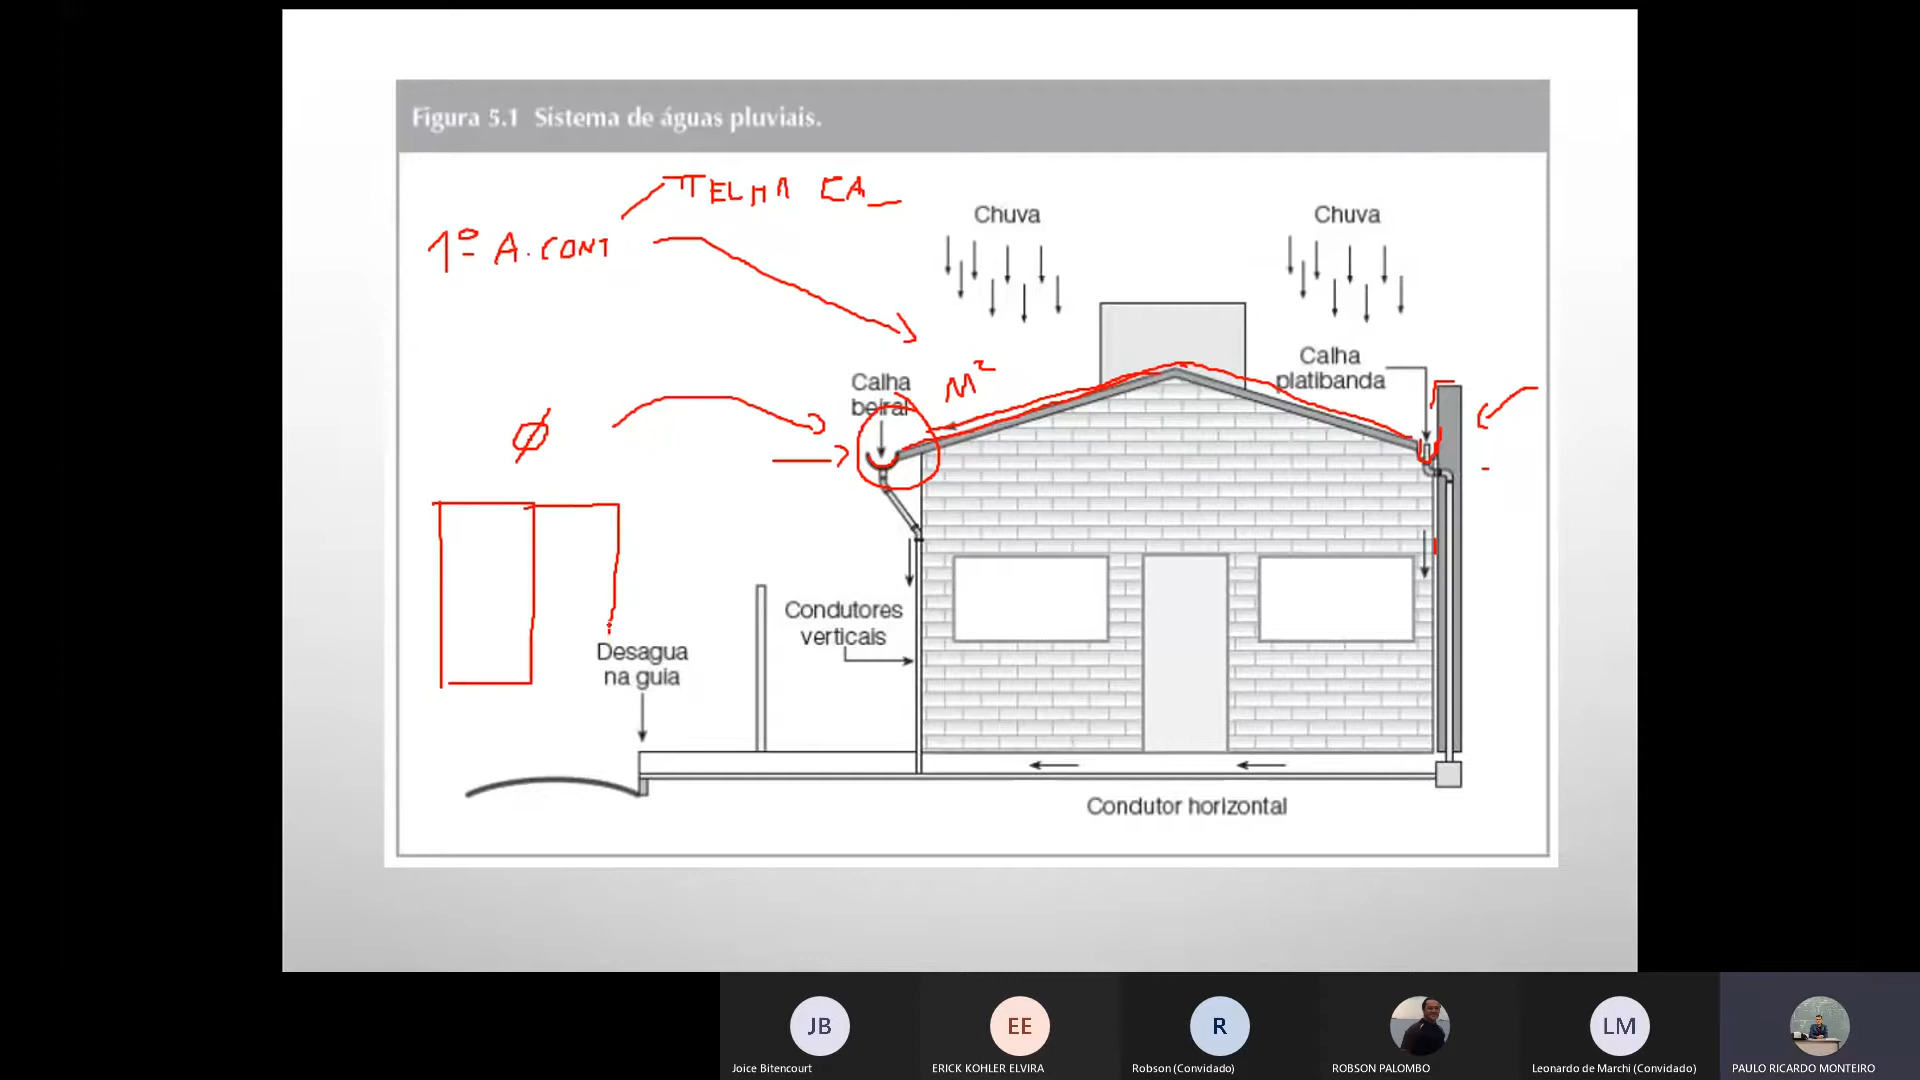 Figura 5.1 Sistema de águas pluviais.
TELHA CA_
1º A. CONT
Chuva
Chuva
Calha
platibanda
Calha
beiral
M²
Ø
Condutores
verticais
Desagua
na guia
Condutor horizontal
JB
EE
R
LM
Joice Bitencourt
ERICK KOHLER ELVIRA
Robson (Convidado)
ROBSON PALOMBO
Leonardo de Marchi (Convidado)
PAULO RICARDO MONTEIRO